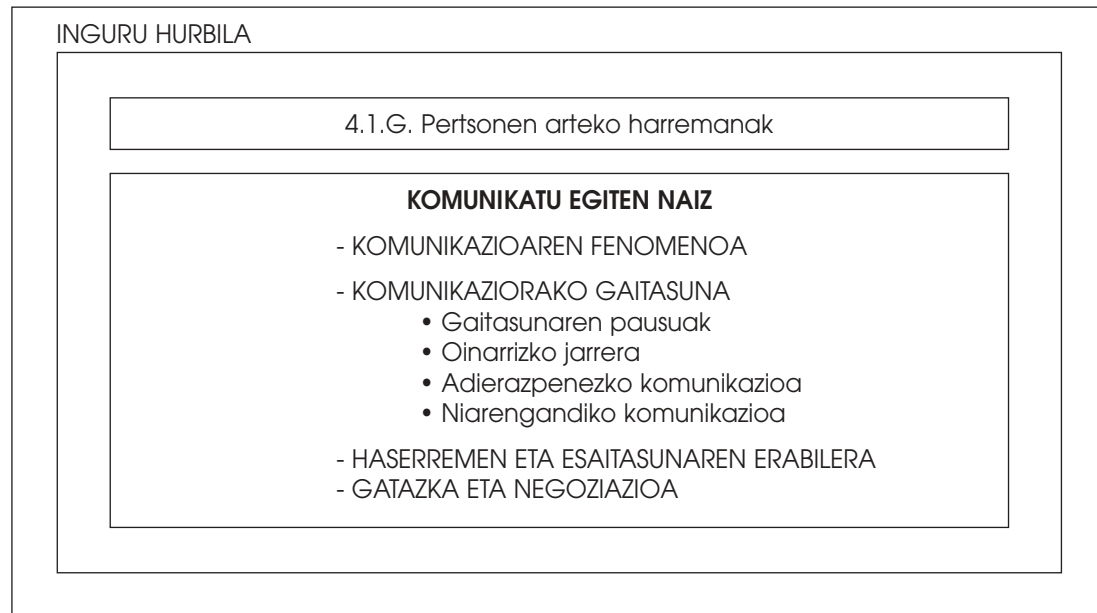 INGURU HURBILA
4.1.G. Pertsonen arteko harremanak
KOMUNIKATU EGITEN NAIZ
- KOMUNIKAZIOAREN FENOMENOA
- KOMUNIKAZIORAKO GAITASUNA
• Gaitasunaren pausuak
• Oinarrizko jarrera
• Adierazpenezko komunikazioa
• Niarengandiko komunikazioa
- HASERREMEN ETA ESAITASUNAREN ERABILERA
- GATAZKA ETA NEGOZIAZIOA